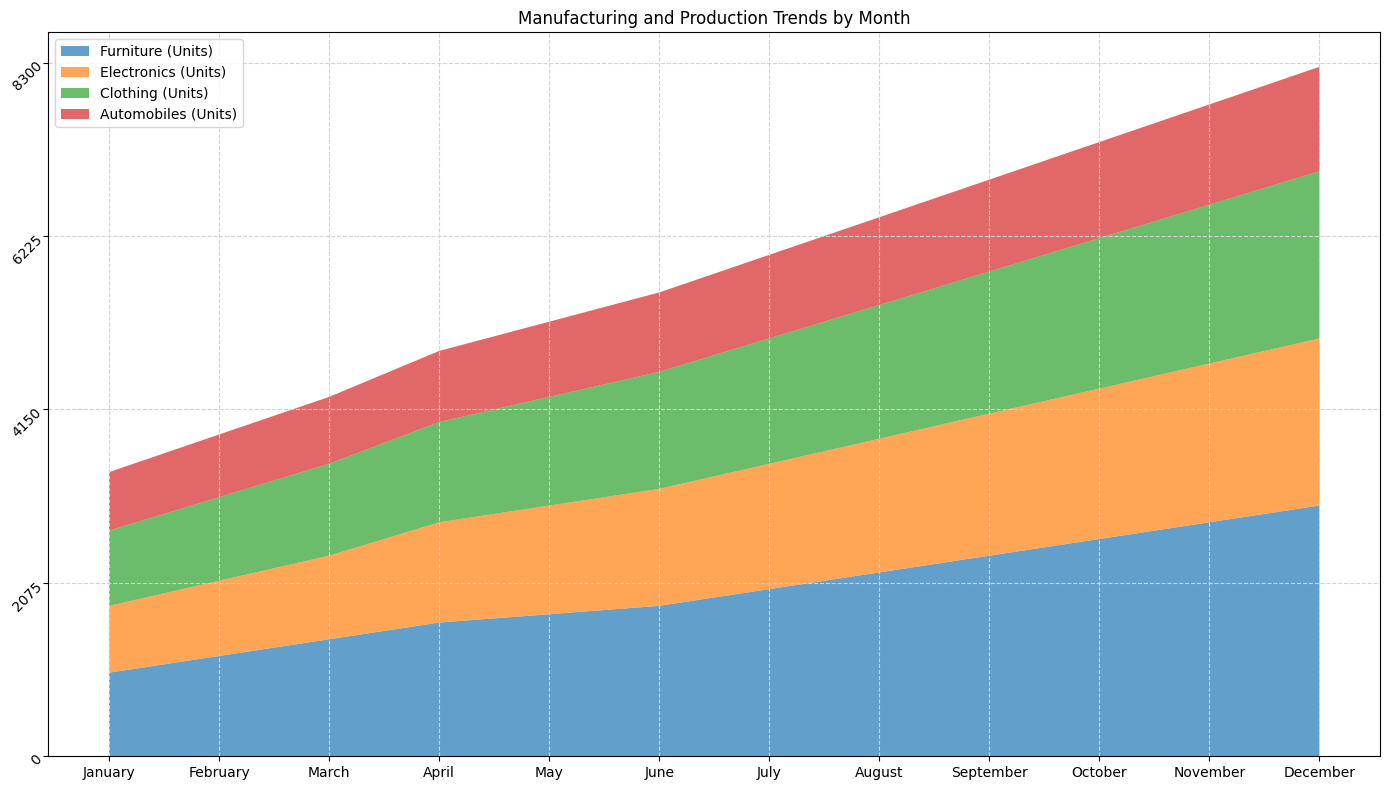 Manufacturing and Production Trends by Month
Furniture (Units)
Electronics (Units)
Clothing (Units)
Automobiles (Units)
8300
6225
4150
2075
0
January February March April May June July August September October November December